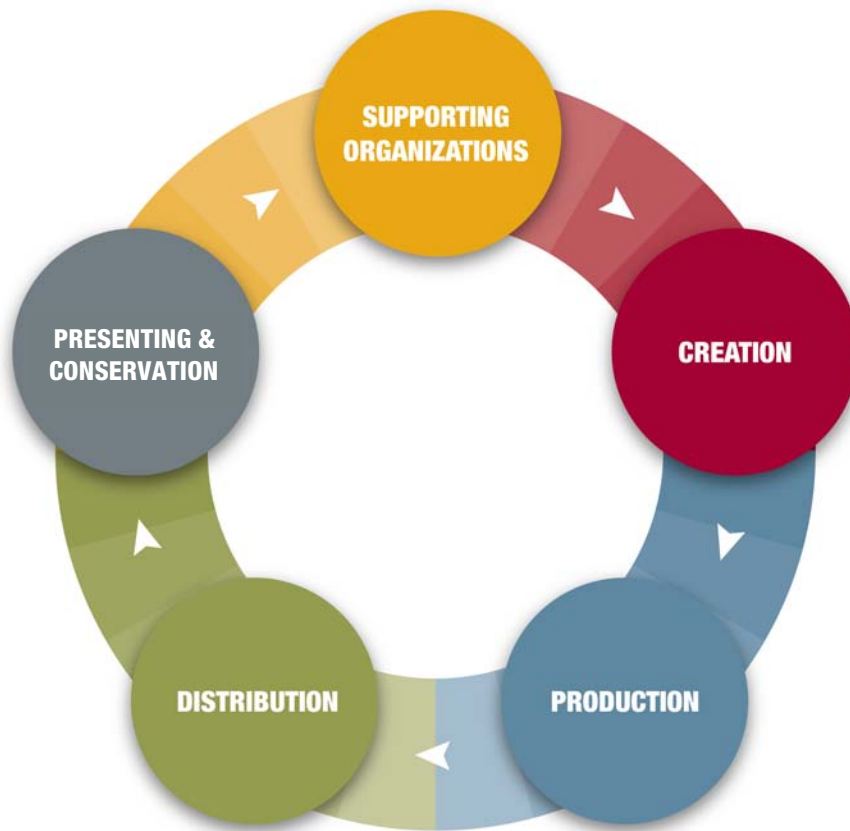 SUPPORTING
ORGANIZATIONS
CREATION
PRODUCTION
DISTRIBUTION
PRESENTING &
CONSERVATION